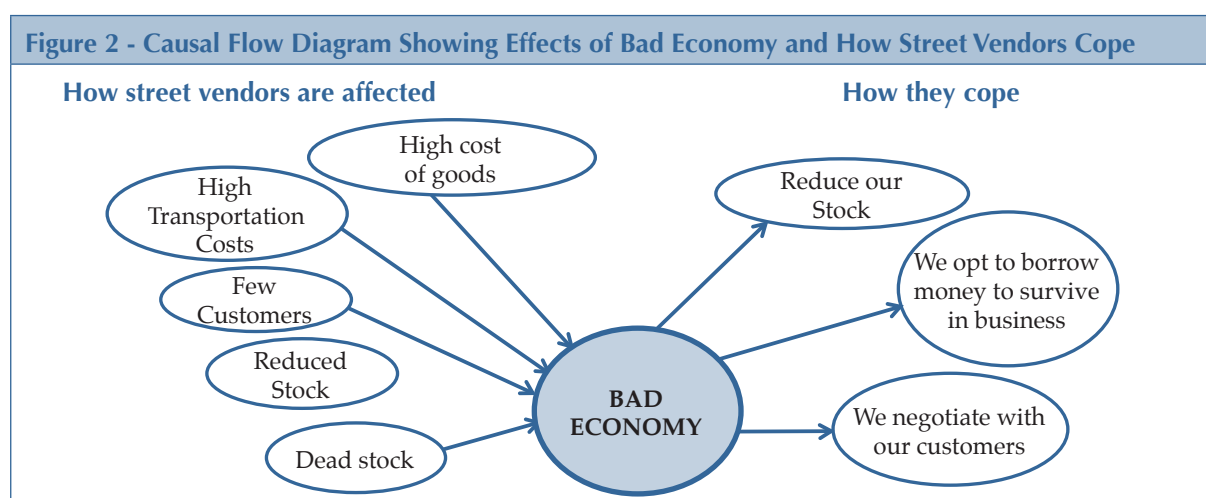 Figure 2 - Causal Flow Diagram Showing Effects of Bad Economy and How Street Vendors Cope
How street vendors are affected
How they cope
High cost
of goods
High
Transportation
Costs
Few
Customers
Reduced
Stock
Dead stock
BAD
ECONOMY
Reduce our
Stock
We opt to borrow
money to survive
in business
We negotiate with
our customers